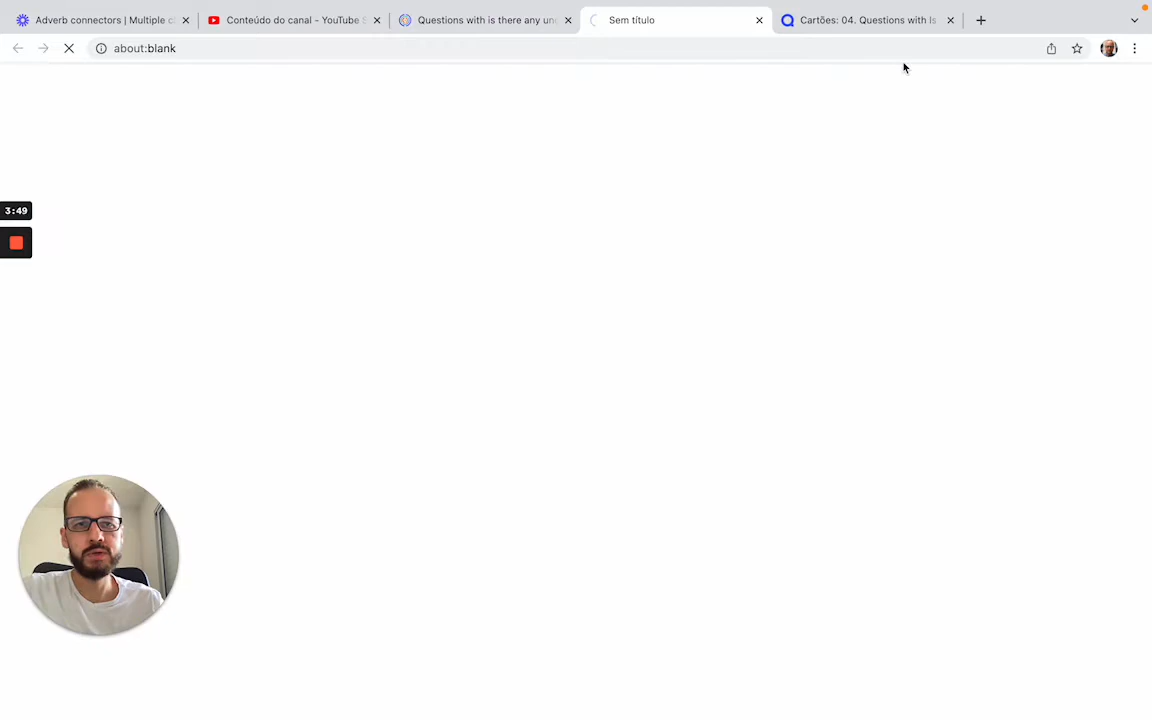 Adverb connectors | Multiple c
Conteúdo do canal - YouTube S
Questions with is there any unc
Sem título
Cartões: 04. Questions with Is
about:blank
3:49